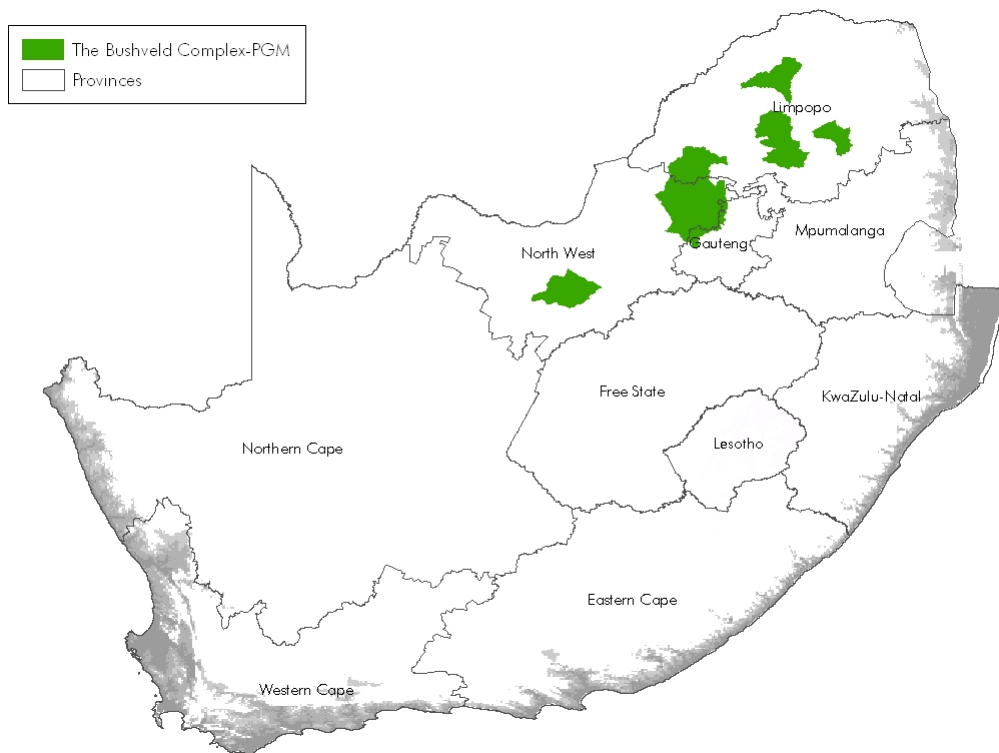 The Bushveld Complex-PGM
Provinces
Limpopo
Mpumalanga
Gauteng
North West
Free State
KwaZulu-Natal
Lesotho
Northern Cape
Eastern Cape
Western Cape